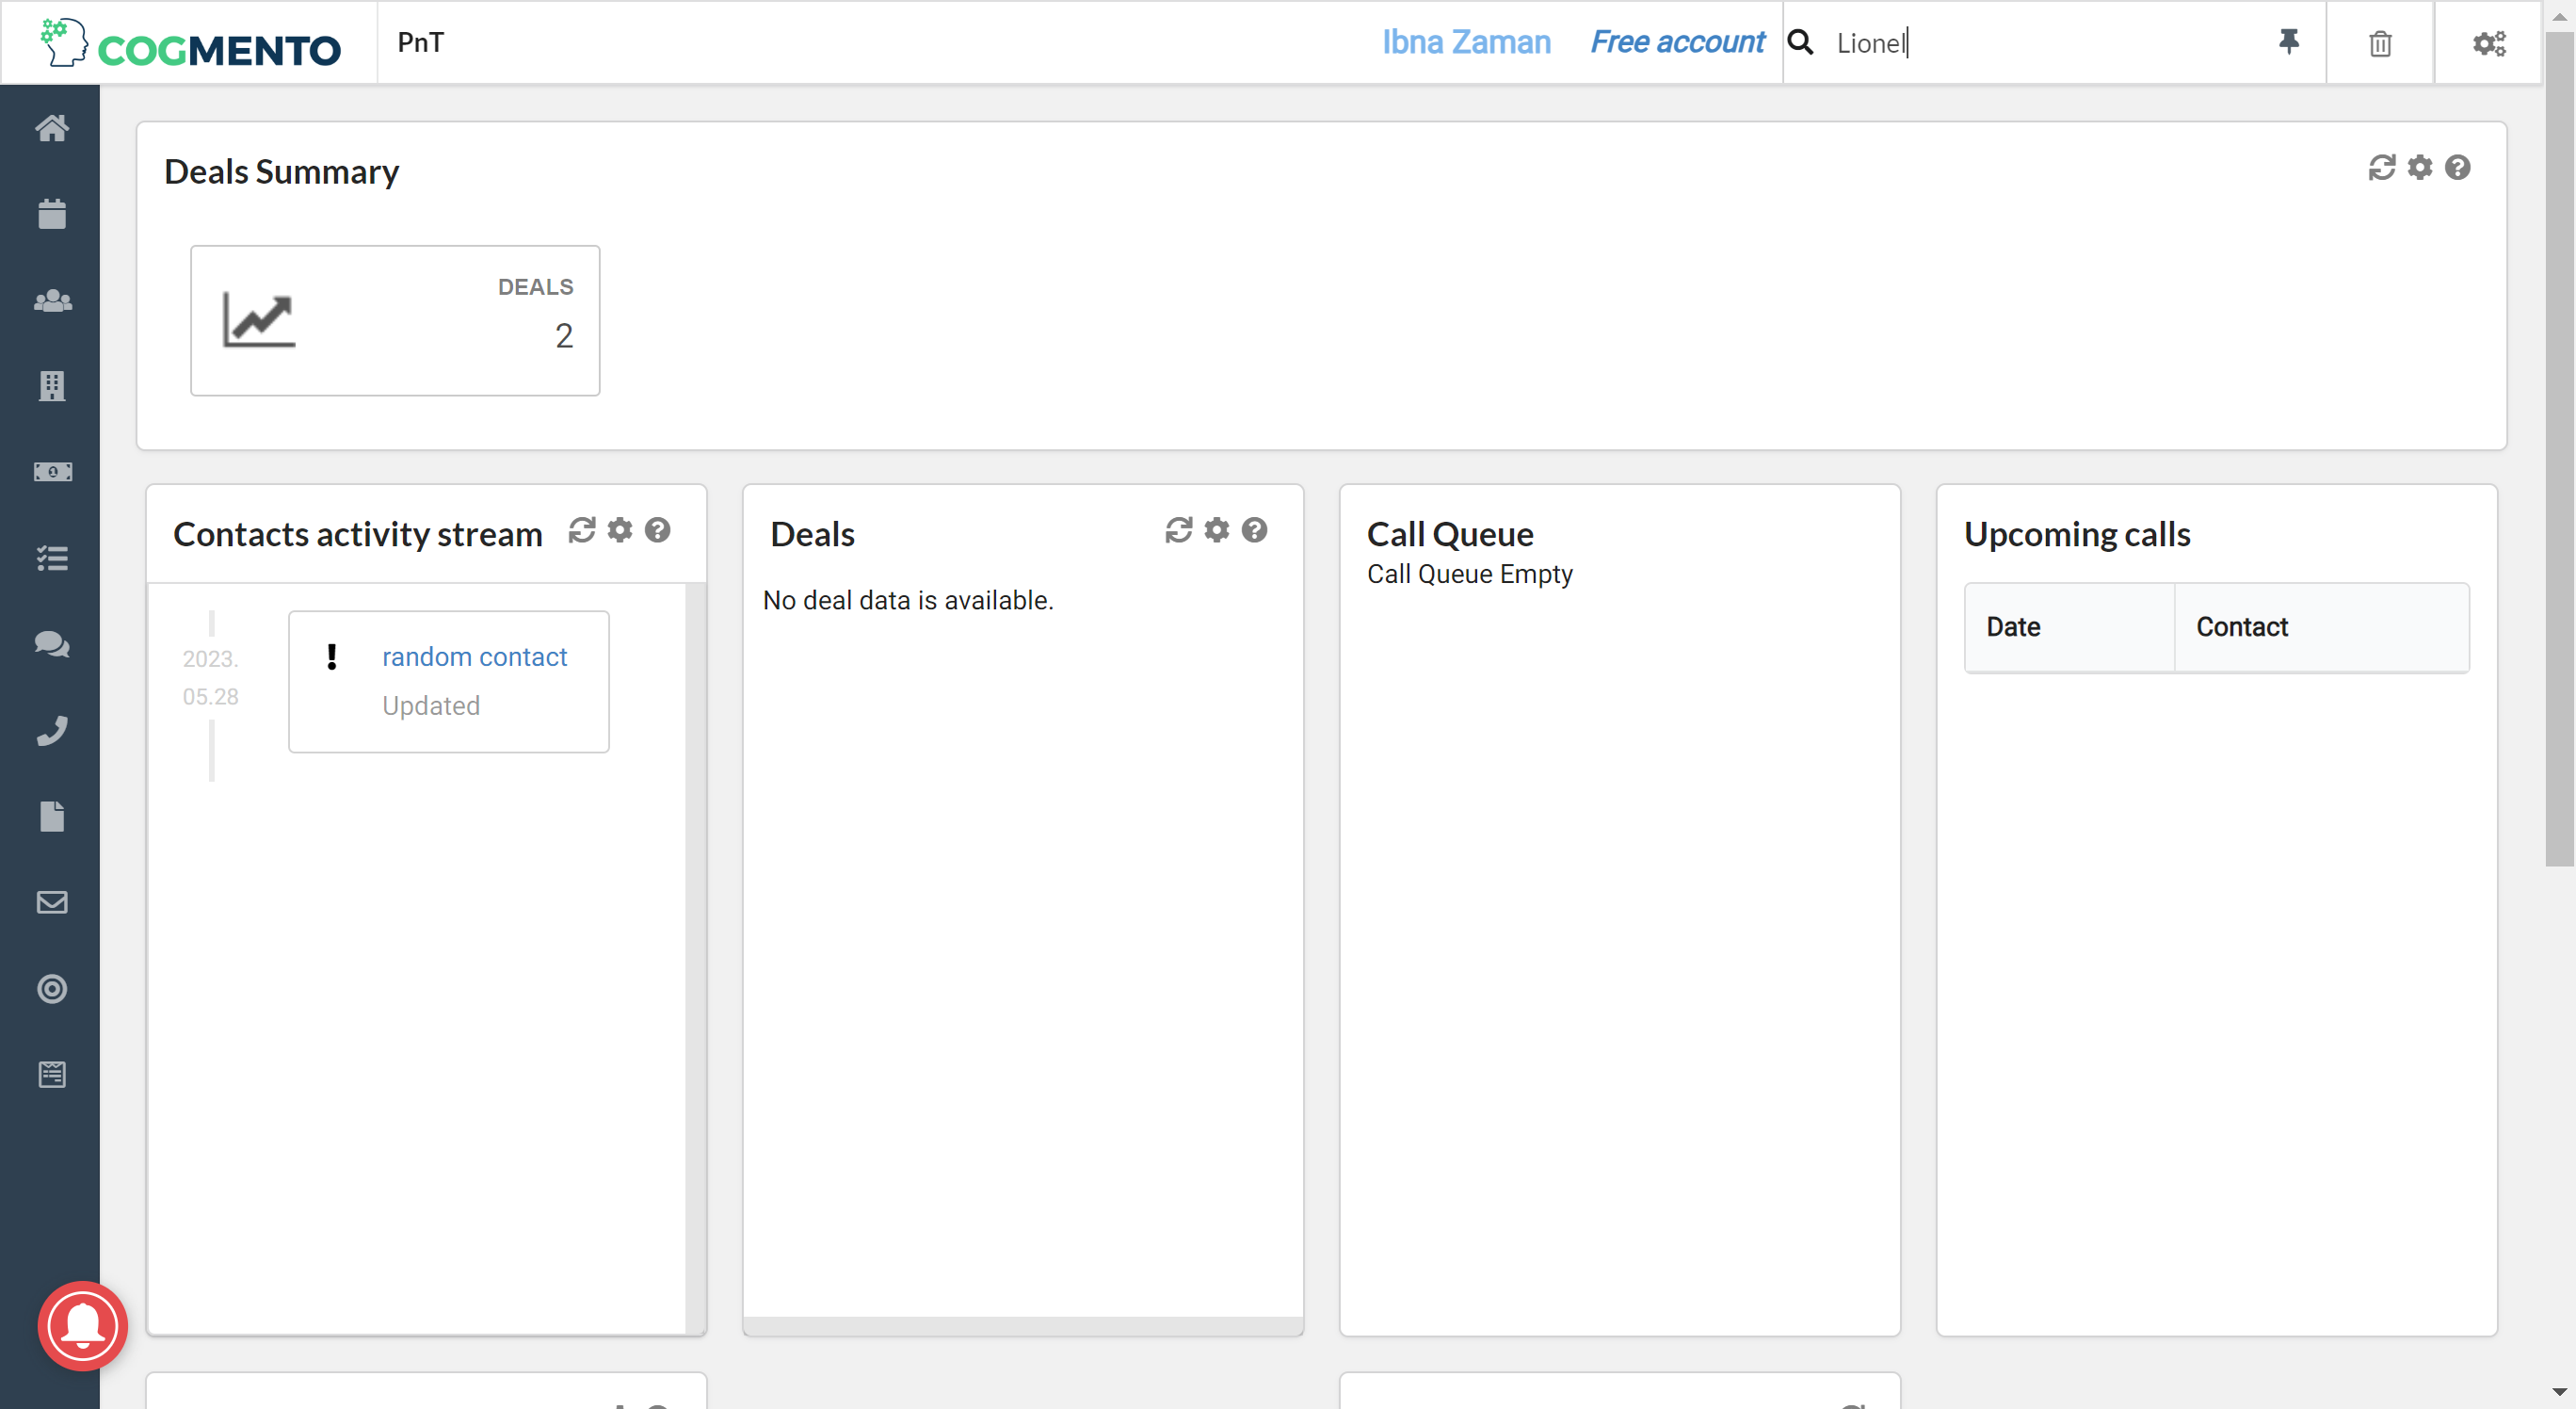 COGMENTO
PnT
Ibna Zaman
Free account
Lionel
Deals Summary
DEALS
2
Contacts activity stream
2023.
05.28
random contact
Updated
Deals
No deal data is available.
Call Queue
Call Queue Empty
Upcoming calls
Date
Contact